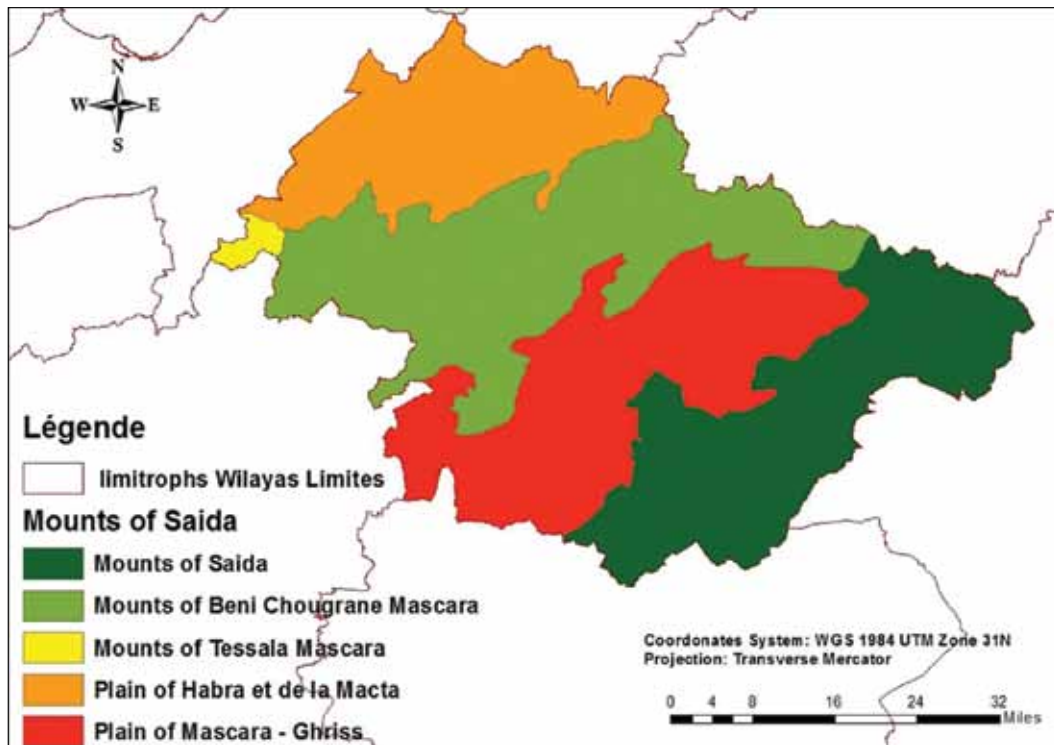 N
W E
S
Légende
limitrophs Wilayas Limites
Mounts of Saida
Mounts of Saida
Mounts of Beni Chougrane Mascara
Mounts of Tessala Mascara
Plain of Habra et de la Macta
Plain of Mascara - Ghriss
Coordonates System: WGS 1984 UTM Zone 31N
Projection: Transverse Mercator
0 4 8 16 24 32
Miles